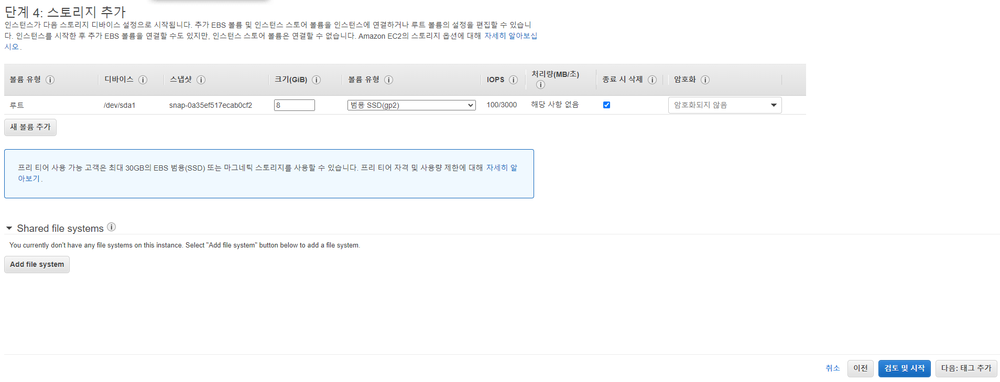 단계 4: 스토리지 추가
인스턴스가 다음 스토리지 디바이스 설정으로 시작됩니다. 추가 EBS 볼륨 및 인스턴스 스토어 볼륨을 인스턴스에 연결하거나 루트 볼륨의 설정을 편집할 수 있습니
다. 인스턴스를 시작한 후 추가 EBS 볼륨을 연결할 수도 있지만, 인스턴스 스토어 볼륨은 연결할 수 없습니다. Amazon EC2의 스토리지 옵션에 대해 자세히 알아보십
시오.
볼륨 유형 디바이스 스냅샷 크기(GiB) 볼륨 유형 IOPS 처리량(MB/초) 종료 시 삭제 암호화
루트 /dev/sda1 snap-0a35ef517ecab0cf2 8 범용 SSD(gp2) 100/3000 해당 사항 없음 암호화되지 않음
새 볼륨 추가
프리 티어 사용 가능 고객은 최대 30GB의 EBS 범용(SSD) 또는 마그네틱 스토리지를 사용할 수 있습니다. 프리 티어 자격 및 사용량 제한에 대해 자세히 알
아보기.
Shared file systems
You currently don't have any file systems on this instance. Select "Add file system" button below to add a file system.
Add file system
취소 이전 검토 및 시작 다음: 태그 추가